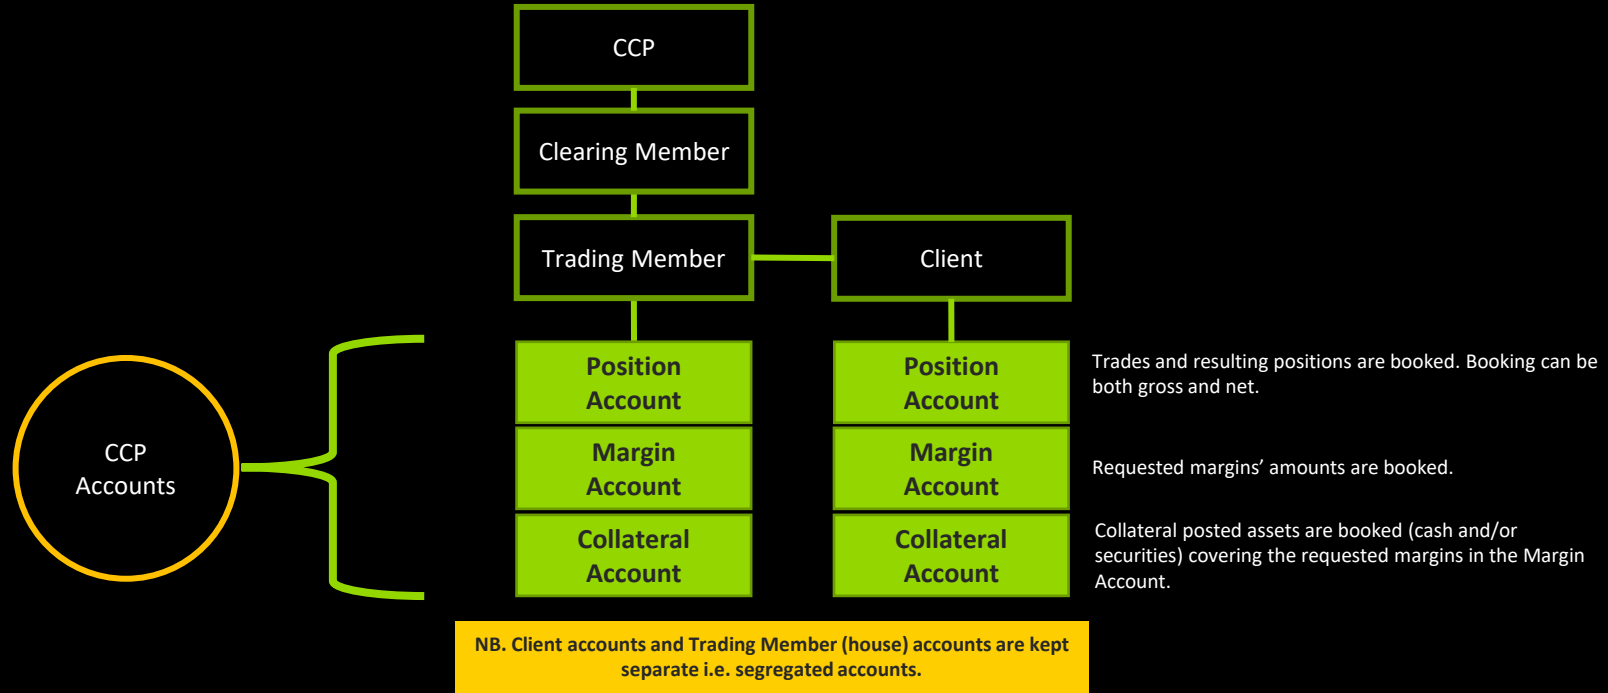 CCP
Clearing Member
Trading Member
Client
CCP
Accounts
Position
Account
Position
Account
Trades and resulting positions are booked. Booking can be
both gross and net.
Margin
Account
Margin
Account
Requested margins’ amounts are booked.
Collateral
Account
Collateral
Account
Collateral posted assets are booked (cash and/or
securities) covering the requested margins in the Margin
Account.
NB. Client accounts and Trading Member (house) accounts are kept
separate i.e. segregated accounts.